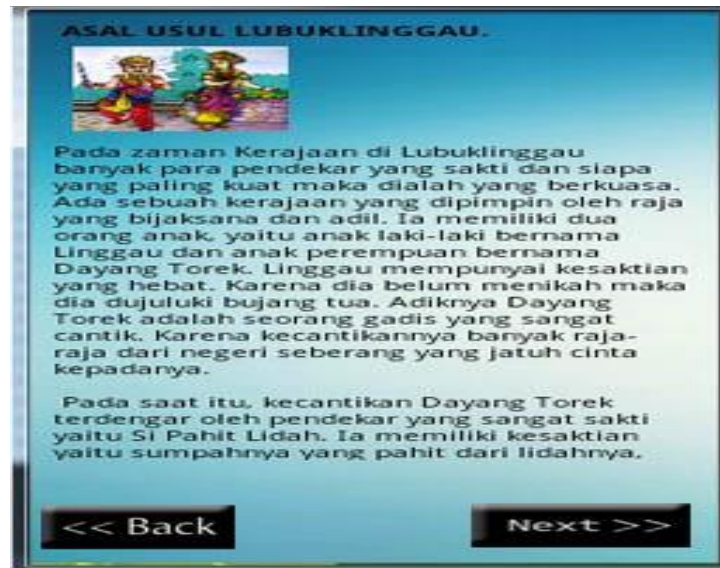 ASAL USUL LUBUKLINGGAU.
Pada zaman Kerajaan di Lubuklinggau
banyak para pendekar yang sakti dan siapa
yang paling kuat maka dialah yang berkuasa.
Ada sebuah kerajaan yang dipimpin oleh raja
yang bijaksana dan adil. Ia memiliki dua
orang anak, yaitu anak laki-laki bernama
Linggau dan anak perempuan bernama
Dayang Torek. Linggau mempunyai kesaktian
yang hebat. Karena dia belum menikah maka
dia dujuluki bujang tua. Adiknya Dayang
Torek adalah seorang gadis yang sangat
cantik. Karena kecantikannya banyak raja-
raja dari negeri seberang yang jatuh cinta
kepadanya.
Pada saat itu, kecantikan Dayang Torek
terdengar oleh pendekar yang sangat sakti
yaitu Si Pahit Lidah. Ia memiliki kesaktian
yaitu sumpahnya yang pahit dari lidahnya,
<< Back
Next >>